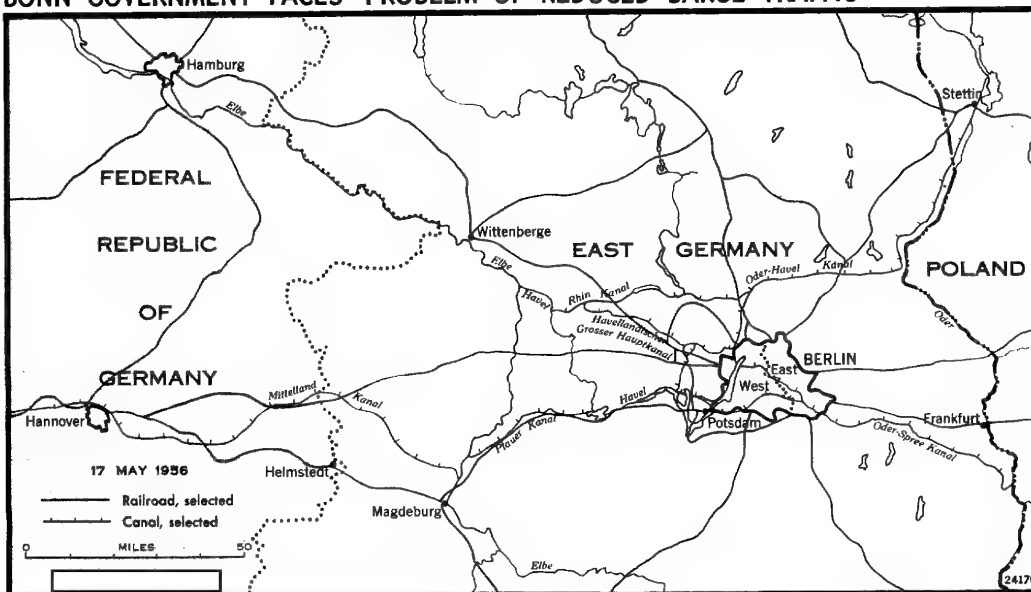 BONN GOVERNMENT FACES PROBLEM OF REDUCED BARGE TRAFFIC
Hamburg
Elbe
Stettin
FEDERAL
REPUBLIC
OF
GERMANY
Wittenberge
EAST GERMANY
POLAND
Elbe
Havel
Rhin Kanal
Oder-Havel Kanal
Oder
Havelländischer
Grosser Hauptkanal
BERLIN
East
West
Mittelland Kanal
Hannover
Plauer Kanal
Havel
Potsdam
Frankfurt
Oder-Spree Kanal
Helmstedt
Magdeburg
Elbe
17 MAY 1956
Railroad, selected
Canal, selected
0 MILES 50